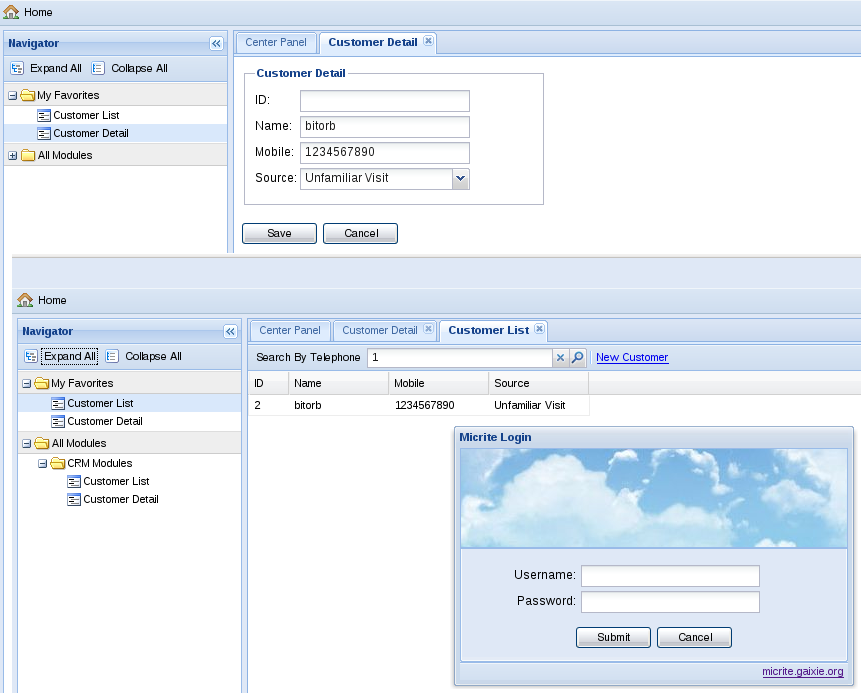 Home
Navigator
Expand All Collapse All
My Favorites
Customer List
Customer Detail
All Modules
Center Panel Customer Detail
Customer Detail
ID:
Name: bitorb
Mobile: 1234567890
Source: Unfamiliar Visit
Save Cancel
Home
Navigator
Expand All Collapse All
My Favorites
Customer List
Customer Detail
All Modules
CRM Modules
Customer List
Customer Detail
Center Panel Customer Detail Customer List
Search By Telephone 1 New Customer
ID Name Mobile Source
2 bitorb 1234567890 Unfamiliar Visit
Micrite Login
Username:
Password:
Submit Cancel
micrite.gaixie.org